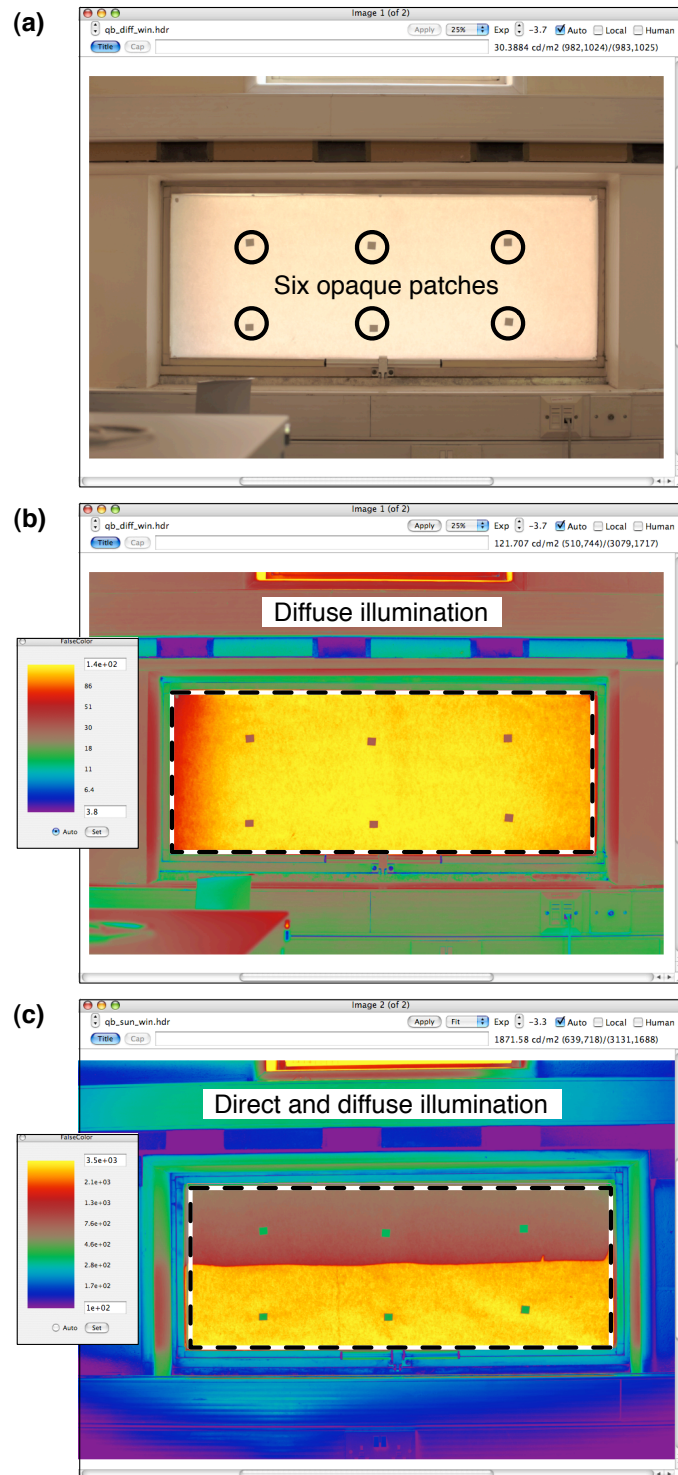 (a)
Image 1 (of 2)
qb_diff_win.hdr Apply 25% Exp -3.7 Auto Local Human
Title Cap 30.3884 cd/m2 (982,1024)/(983,1025)
Six opaque patches
(b)
Image 1 (of 2)
qb_diff_win.hdr Apply 25% Exp -3.7 Auto Local Human
Title Cap 121.707 cd/m2 (510,744)/(3079,1717)
Diffuse illumination
FalseColor
1.4e+02
86
51
30
18
11
6.4
3.8
Auto Set
(c)
Image 2 (of 2)
qb_sun_win.hdr Apply Fit Exp -3.3 Auto Local Human
Title Cap 1871.58 cd/m2 (639,718)/(3131,1688)
Direct and diffuse illumination
FalseColor
3.5e+03
2.1e+03
1.3e+03
7.6e+02
4.6e+02
2.8e+02
1.7e+02
1e+02
Auto Set